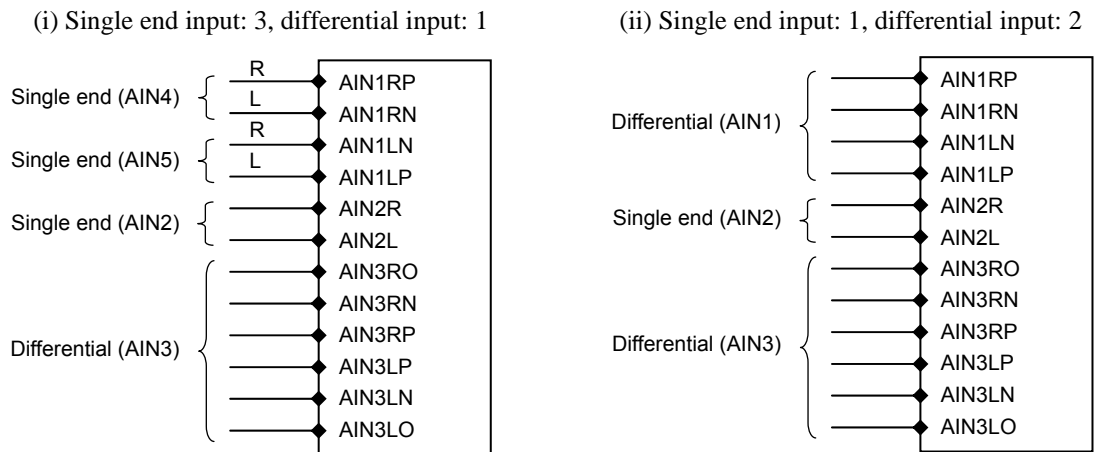 (i) Single end input: 3, differential input: 1
R
AIN1RP
Single end (AIN4)
L
AIN1RN
R
AIN1LN
Single end (AIN5)
L
AIN1LP
AIN2R
Single end (AIN2)
AIN2L
AIN3RO
AIN3RN
AIN3RP
Differential (AIN3)
AIN3LP
AIN3LN
AIN3LO
(ii) Single end input: 1, differential input: 2
AIN1RP
AIN1RN
Differential (AIN1)
AIN1LN
AIN1LP
AIN2R
Single end (AIN2)
AIN2L
AIN3RO
AIN3RN
AIN3RP
Differential (AIN3)
AIN3LP
AIN3LN
AIN3LO